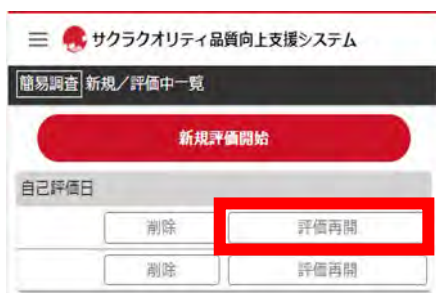 サクラクオリティ品質向上支援システム
簡易調査 新規／評価中一覧
新規評価開始
自己評価日
削除 評価再開
削除 評価再開